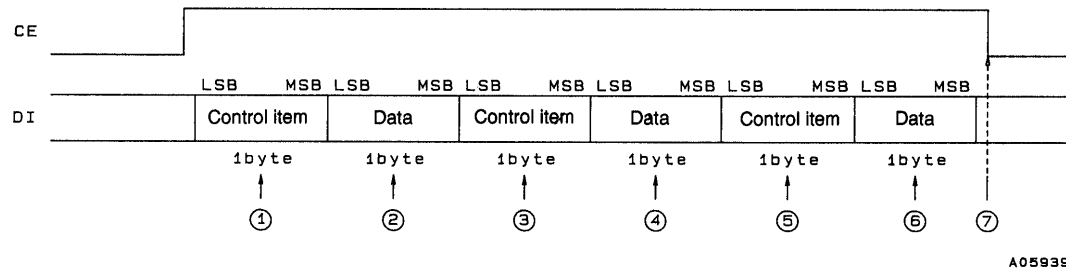 CE
LSB MSB LSB MSB LSB MSB LSB MSB LSB MSB LSB MSB
DI Control item Data Control item Data Control item Data
1byte 1byte 1byte 1byte 1byte 1byte
① ② ③ ④ ⑤ ⑥ ⑦
A05939